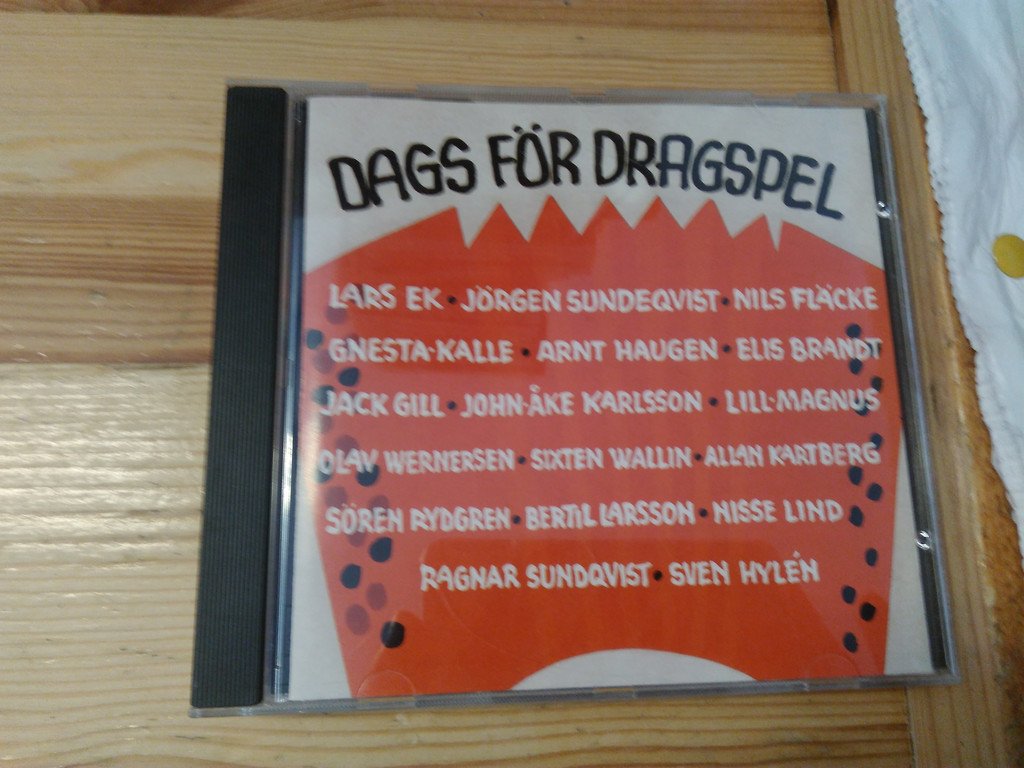 DAGS FÖR DRAGSPEL
LARS EK • JÖRGEN SUNDEQVIST • NILS FLÄCKE
GNESTA-KALLE • ARNT HAUGEN • ELIS BRANDT
JACK GILL • JOHN-ÅKE KARLSSON • LILL-MAGNUS
OLAV WERNERSEN • SIXTEN WALLIN • ALLAN KARTBERG
SÖREN RYDGREN • BERTIL LARSSON • NISSE LIND
RAGNAR SUNDQVIST • SVEN HYLÉN